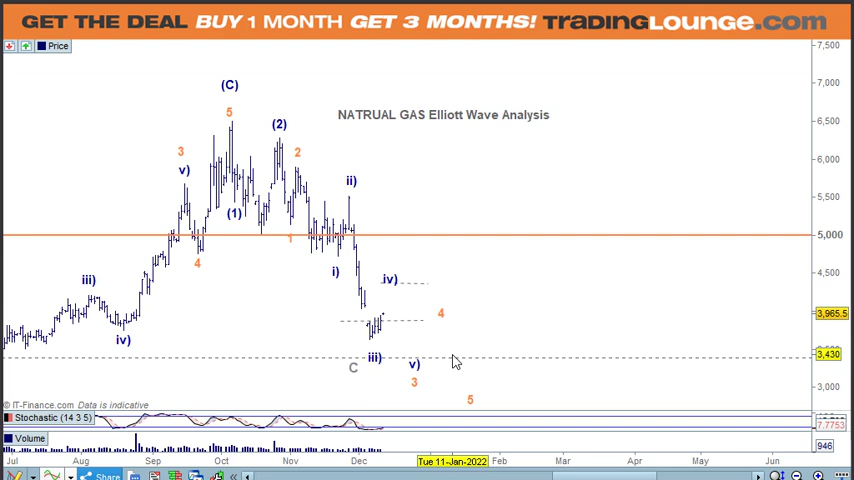 GET THE DEAL BUY 1 MONTH GET 3 MONTHS! TRADINGLOUNGE.com
Price
7,500
(C)
7,000
5
NATRUAL GAS Elliott Wave Analysis
6,500
(2)
3
2
6,000
v)
ii)
5,500
(1)
1
5,000
4
i)
iii)
iv)
4,500
4
3,965.5
iv)
iii)
v)
3,430
C
3
3,000
5
© IT-Finance.com Data is indicative
Stochastic (14 3 5)
7.7753
Volume
946
Jul
Aug
Sep
Oct
Nov
Dec
Tue 11-Jan-2022
Feb
Mar
Apr
May
Jun
Share